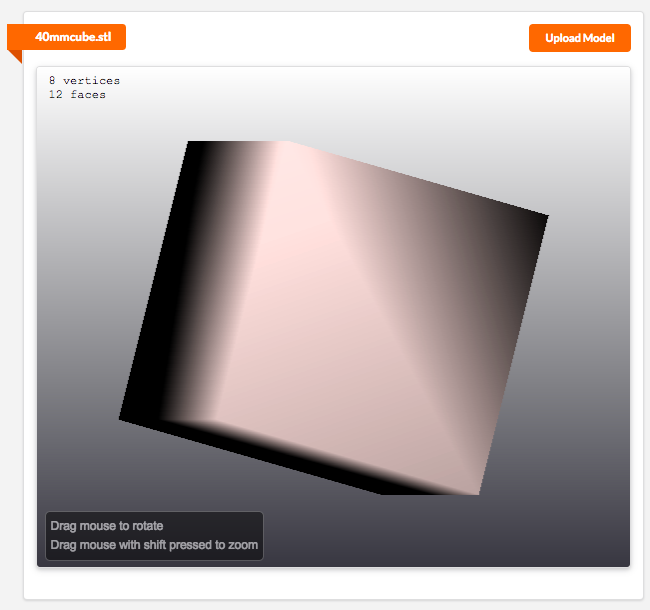 40mmcube.stl
Upload Model
8 vertices
12 faces
Drag mouse to rotate
Drag mouse with shift pressed to zoom